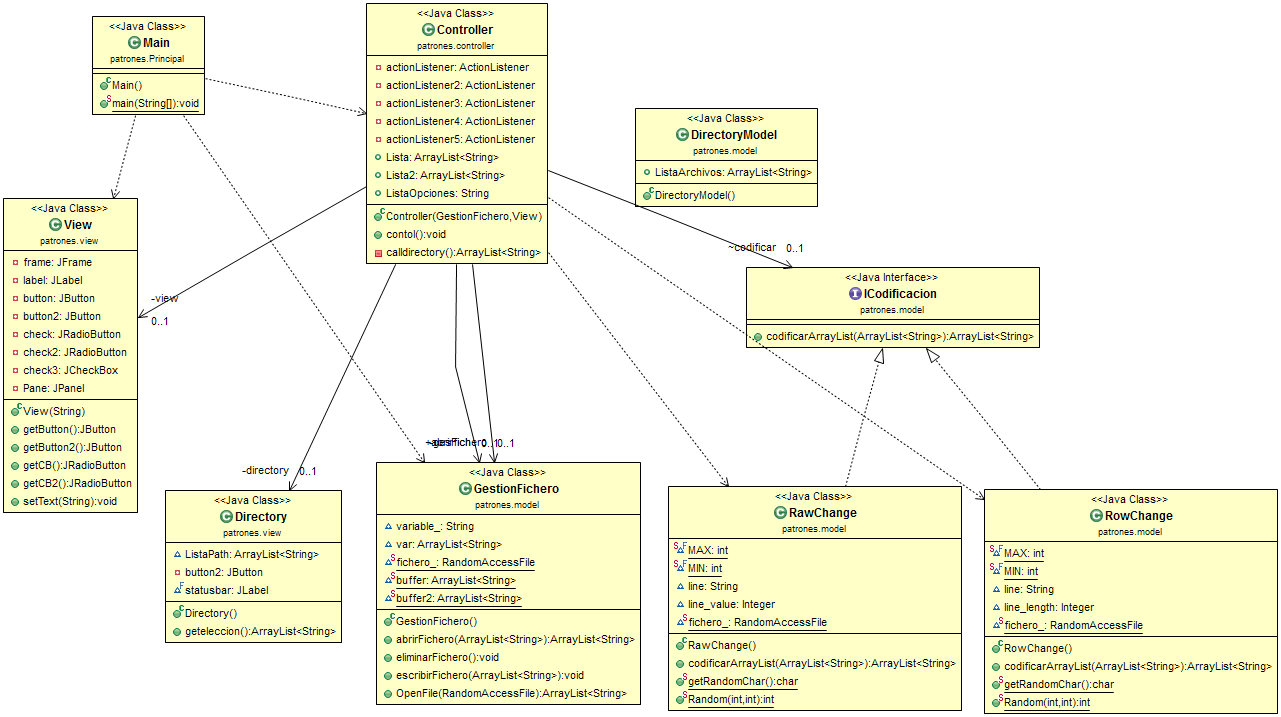 <<Java Class>>
Main
patrones.Principal
Main()
main(String[]):void
<<Java Class>>
Controller
patrones.controller
actionListener: ActionListener
actionListener2: ActionListener
actionListener3: ActionListener
actionListener4: ActionListener
actionListener5: ActionListener
Lista: ArrayList<String>
Lista2: ArrayList<String>
ListaOpciones: String
Controller(GestionFichero,View)
contol():void
calldirectory():ArrayList<String>
<<Java Class>>
DirectoryModel
patrones.model
ListaArchivos: ArrayList<String>
DirectoryModel()
<<Java Class>>
View
patrones.view
frame: JFrame
label: JLabel
button: JButton
button2: JButton
check: JRadioButton
check2: JRadioButton
check3: JCheckBox
Pane: JPanel
View(String)
getButton():JButton
getButton2():JButton
getCB():JRadioButton
getCB2():JRadioButton
setText(String):void
-view
0..1
~codificar 0..1
<<Java Interface>>
ICodificacion
patrones.model
codificarArrayList(ArrayList<String>):ArrayList<String>
-directory 0..1
0..1
0..1
<<Java Class>>
Directory
patrones.view
ListaPath: ArrayList<String>
button2: JButton
statusbar: JLabel
Directory()
geteleccion():ArrayList<String>
<<Java Class>>
GestionFichero
patrones.model
variable_: String
var: ArrayList<String>
fichero_: RandomAccessFile
buffer: ArrayList<String>
buffer2: ArrayList<String>
GestionFichero()
abrirFichero(ArrayList<String>):ArrayList<String>
eliminarFichero():void
escribirFichero(ArrayList<String>):void
OpenFile(RandomAccessFile):ArrayList<String>
<<Java Class>>
RawChange
patrones.model
MAX: int
MIN: int
line: String
line_value: Integer
fichero_: RandomAccessFile
RawChange()
codificarArrayList(ArrayList<String>):ArrayList<String>
getRandomChar():char
Random(int,int):int
<<Java Class>>
RowChange
patrones.model
MAX: int
MIN: int
line: String
line_length: Integer
fichero_: RandomAccessFile
RowChange()
codificarArrayList(ArrayList<String>):ArrayList<String>
getRandomChar():char
Random(int,int):int